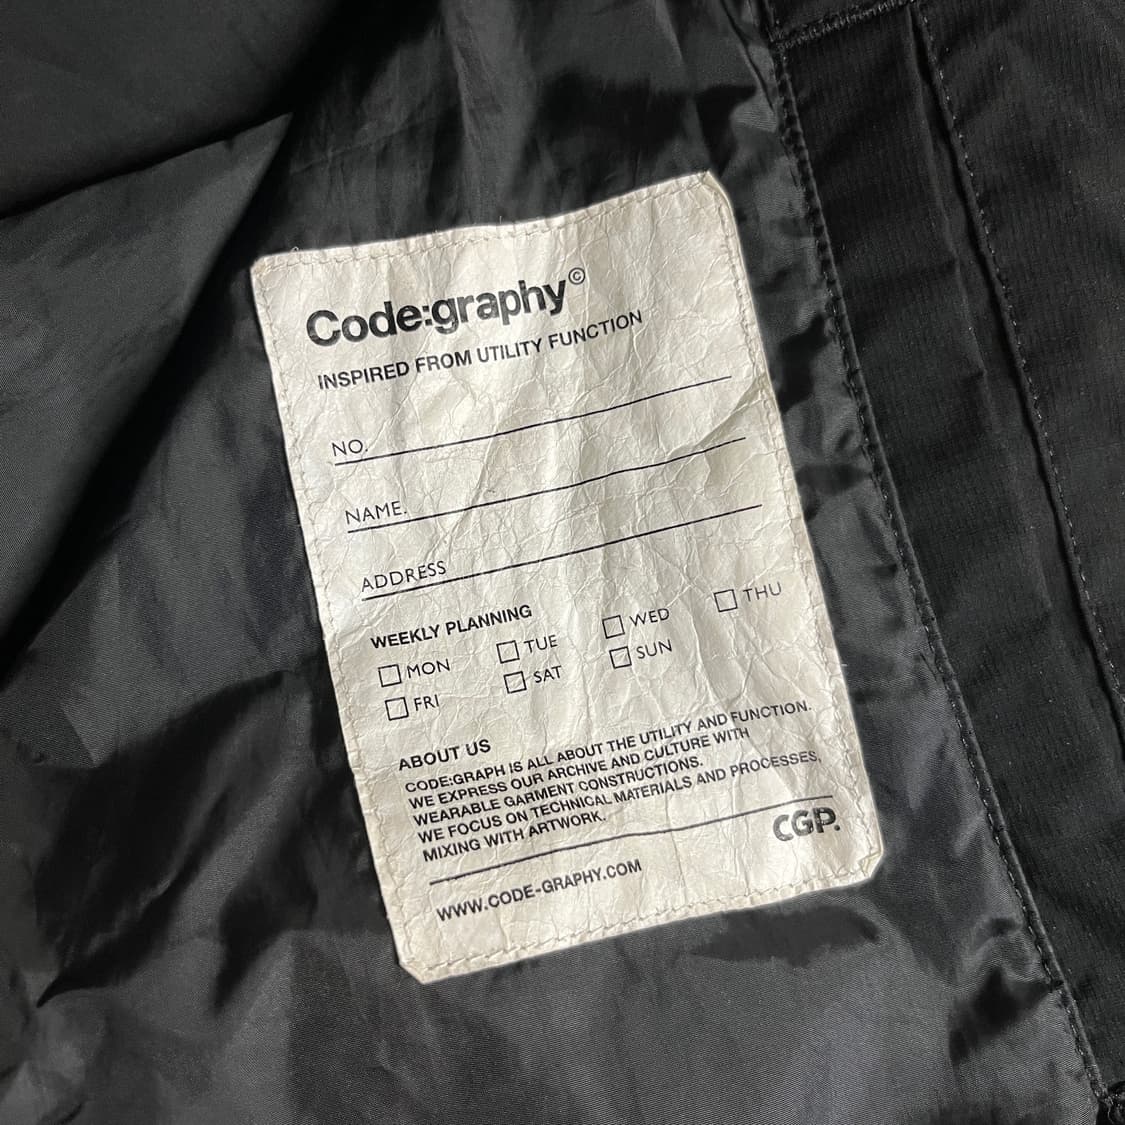 Code:graphy©
INSPIRED FROM UTILITY FUNCTION
NO.
NAME.
ADDRESS
WEEKLY PLANNING
MON TUE WED THU
FRI SAT SUN
ABOUT US
CODE:GRAPH IS ALL ABOUT THE UTILITY AND FUNCTION.
WE EXPRESS OUR ARCHIVE AND CULTURE WITH
WEARABLE GARMENT CONSTRUCTIONS.
WE FOCUS ON TECHNICAL MATERIALS AND PROCESSES,
MIXING WITH ARTWORK.
CGP.
WWW.CODE-GRAPHY.COM